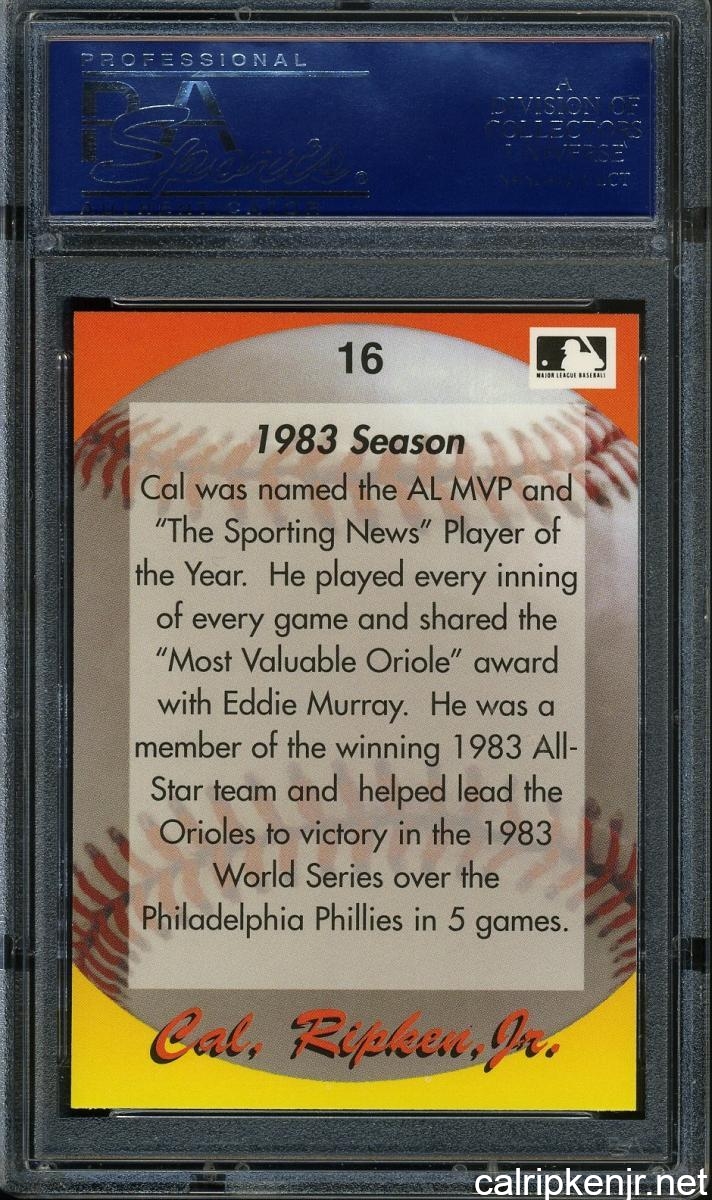 PROFESSIONAL
PSA
Sports
A
DIVISION OF
COLLECTORS
UNIVERSE
16
MAJOR LEAGUE BASEBALL
1983 Season
Cal was named the AL MVP and
“The Sporting News” Player of
the Year.  He played every inning
of every game and shared the
“Most Valuable Oriole” award
with Eddie Murray.  He was a
member of the winning 1983 All-
Star team and  helped lead the
Orioles to victory in the 1983
World Series over the
Philadelphia Phillies in 5 games.
Cal, Ripken, Jr.
PSA
calripkenjr.net